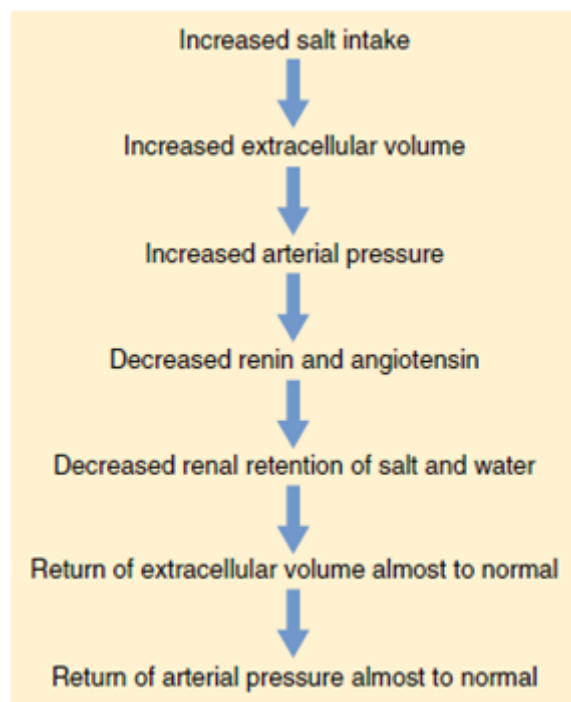 Increased salt intake
Increased extracellular volume
Increased arterial pressure
Decreased renin and angiotensin
Decreased renal retention of salt and water
Return of extracellular volume almost to normal
Return of arterial pressure almost to normal